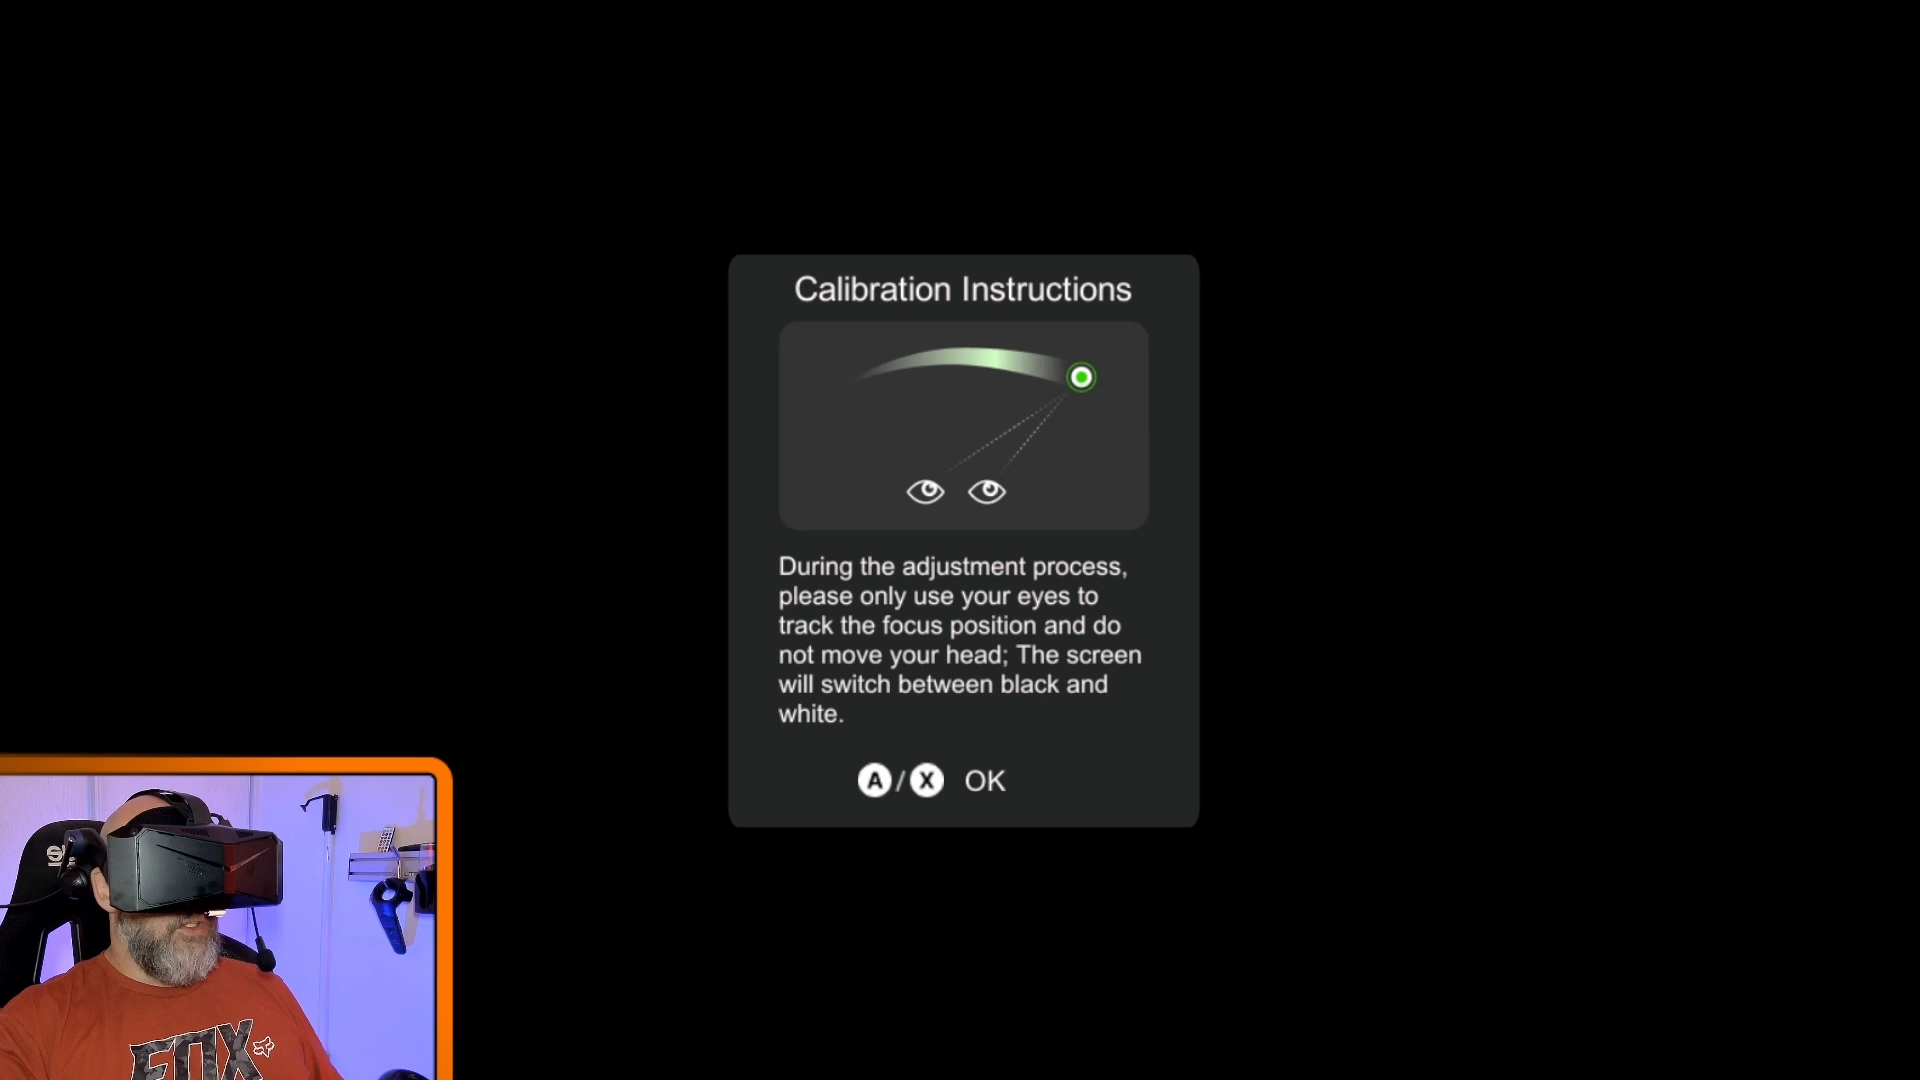 Calibration Instructions
During the adjustment process,
please only use your eyes to
track the focus position and do
not move your head; The screen
will switch between black and
white.
A / X OK
FOX